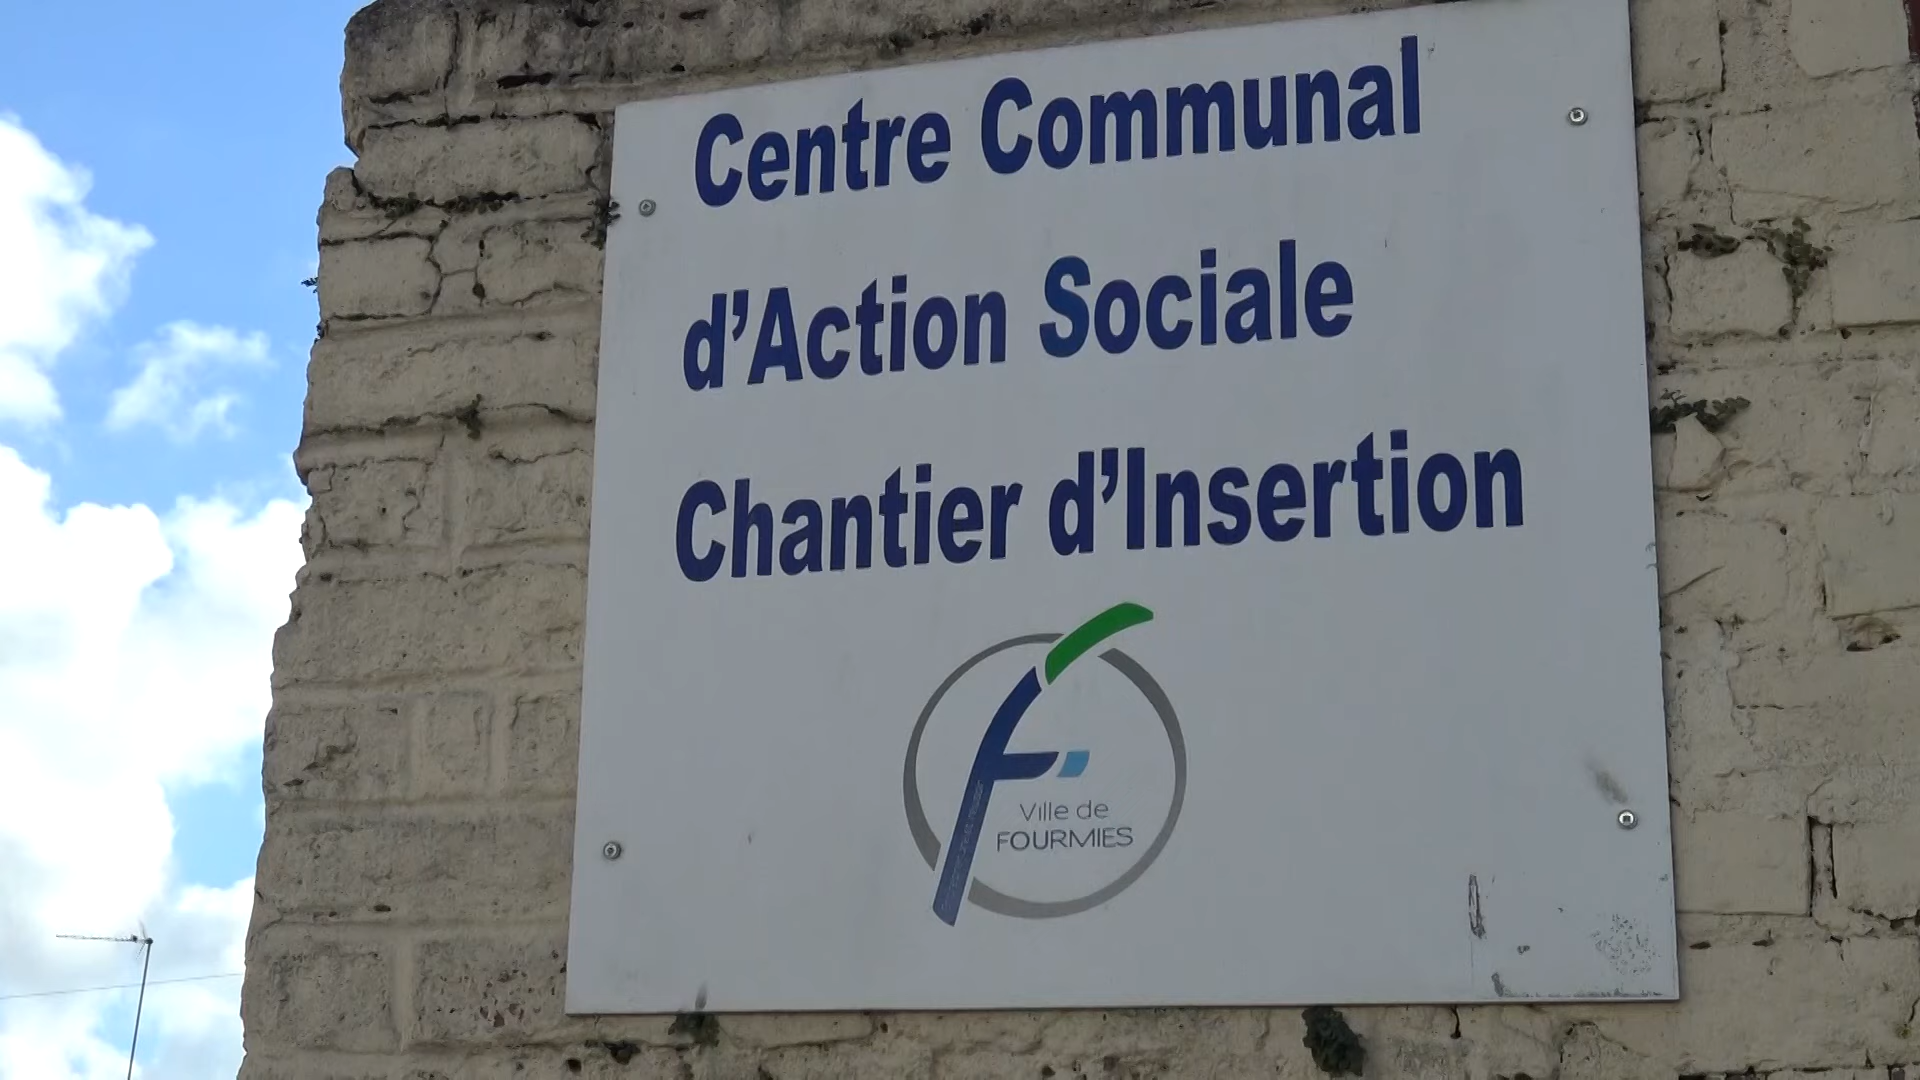 Centre Communal
d’Action Sociale
Chantier d’Insertion
Ville de
FOURMIES